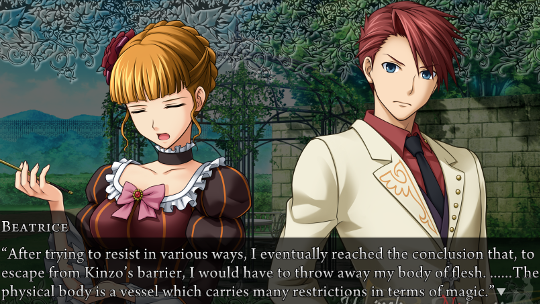 BEATRICE
“After trying to resist in various ways, I eventually reached the conclusion that, to
escape from Kinzo’s barrier, I would have to throw away my body of flesh. ......The
physical body is a vessel which carries many restrictions in terms of magic.”▼